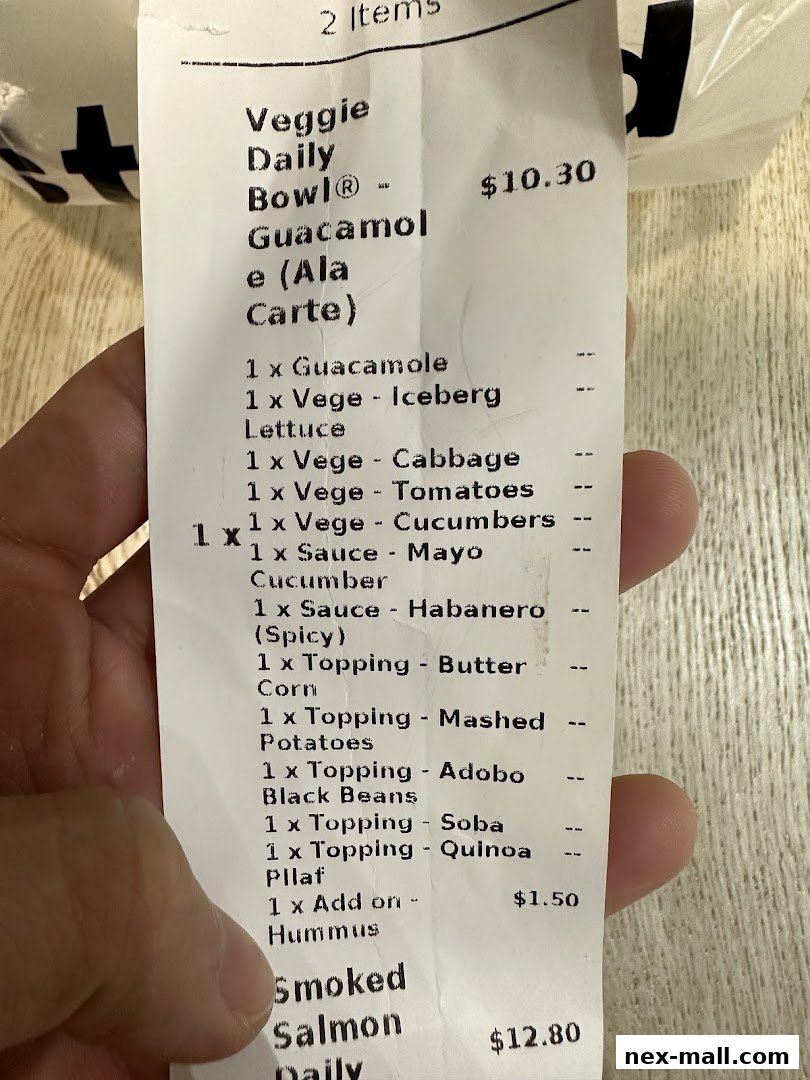 2 Items
Veggie
Daily
Bowl® - $10.30
Guacamol
e (Ala
Carte)
1 x Guacamole --
1 x Vege - Iceberg --
Lettuce
1 x Vege - Cabbage --
1 x Vege - Tomatoes --
1 x
1 x Vege - Cucumbers --
1 x Sauce - Mayo --
Cucumber
1 x Sauce - Habanero --
(Spicy)
1 x Topping - Butter --
Corn
1 x Topping - Mashed --
Potatoes
1 x Topping - Adobo --
Black Beans
1 x Topping - Soba --
1 x Topping - Quinoa --
Pilaf
1 x Add on - $1.50
Hummus
Smoked
Salmon $12.80
Daily
nex-mall.com